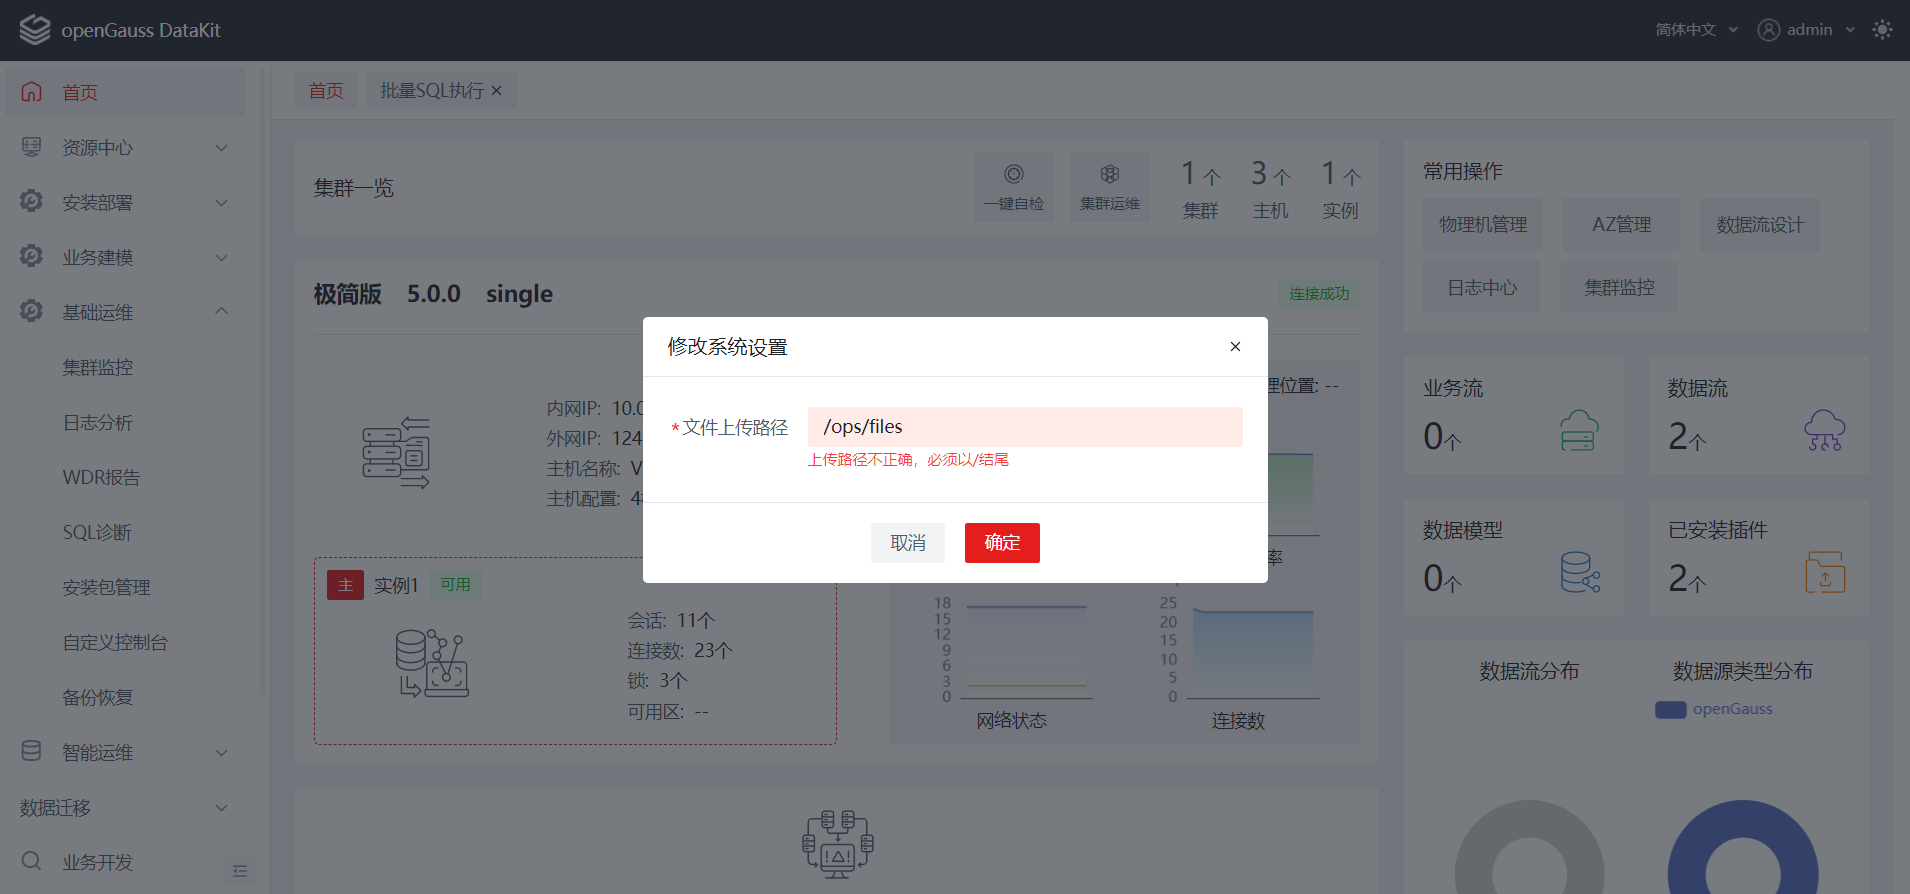 openGauss DataKit
简体中文
admin
首页
资源中心
安装部署
业务建模
基础运维
集群监控
日志分析
WDR报告
SQL诊断
安装包管理
自定义控制台
备份恢复
智能运维
数据迁移
业务开发
首页
批量SQL执行 ×
集群一览
一键自检
集群运维
1个
集群
3个
主机
1个
实例
极简版 5.0.0 single
连接成功
内网IP: 10.0
外网IP: 124
主机名称: V
主机配置: 4
理位置: --
率
修改系统设置
×
*文件上传路径
/ops/files
上传路径不正确，必须以/结尾
取消
确定
主 实例1 可用
会话: 11个
连接数: 23个
锁: 3个
可用区: --
18
15
12
9
6
3
0
网络状态
25
20
15
10
5
0
连接数
常用操作
物理机管理
AZ管理
数据流设计
日志中心
集群监控
业务流
0个
数据流
2个
数据模型
0个
已安装插件
2个
数据流分布
数据源类型分布
openGauss